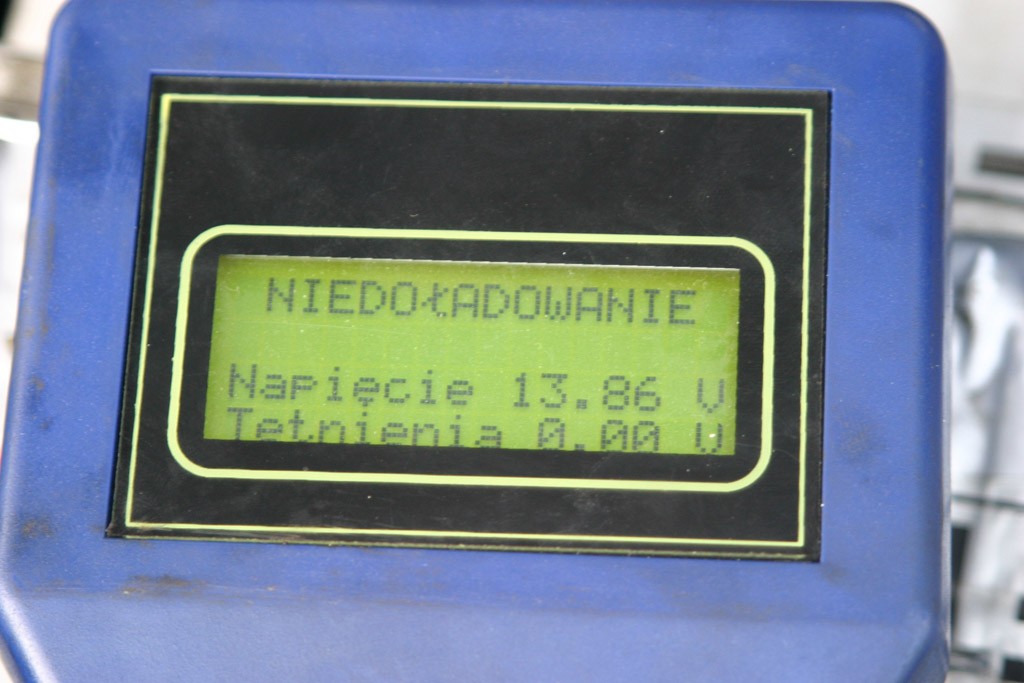 NIEDOŁADOWANIE
Napięcie 13.86 V
Tętnienia 0.00 V